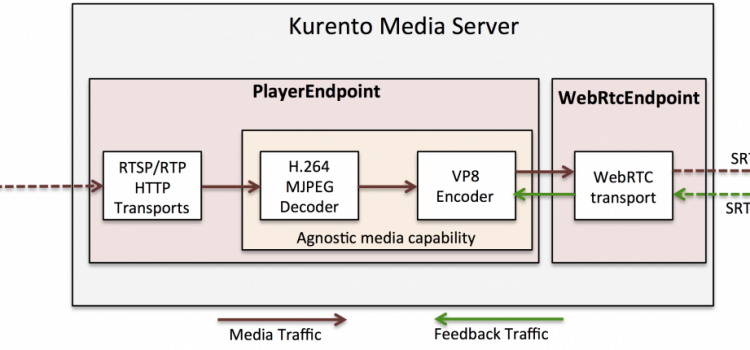 Kurento Media Server
PlayerEndpoint
WebRtcEndpoint
RTSP/RTP
HTTP
Transports
H.264
MJPEG
Decoder
VP8
Encoder
WebRTC
transport
SRT
SRT
Agnostic media capability
Media Traffic
Feedback Traffic